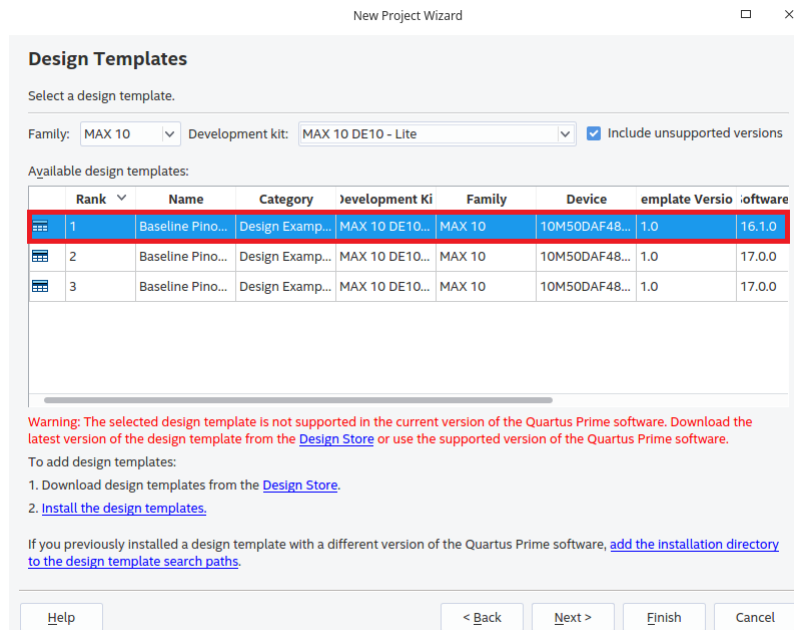 New Project Wizard
Design Templates
Select a design template.
Family: MAX 10 Development kit: MAX 10 DE10 - Lite Include unsupported versions
Available design templates:
Rank Name Category Development Ki Family Device emplate Versio Software
1 Baseline Pino... Design Examp... MAX 10 DE10... MAX 10 10M50DAF48... 1.0 16.1.0
2 Baseline Pino... Design Examp... MAX 10 DE10... MAX 10 10M50DAF48... 1.0 17.0.0
3 Baseline Pino... Design Examp... MAX 10 DE10... MAX 10 10M50DAF48... 1.0 17.0.0
Warning: The selected design template is not supported in the current version of the Quartus Prime software. Download the
latest version of the design template from the Design Store or use the supported version of the Quartus Prime software.
To add design templates:
1. Download design templates from the Design Store.
2. Install the design templates.
If you previously installed a design template with a different version of the Quartus Prime software, add the installation directory
to the design template search paths.
Help < Back Next > Finish Cancel